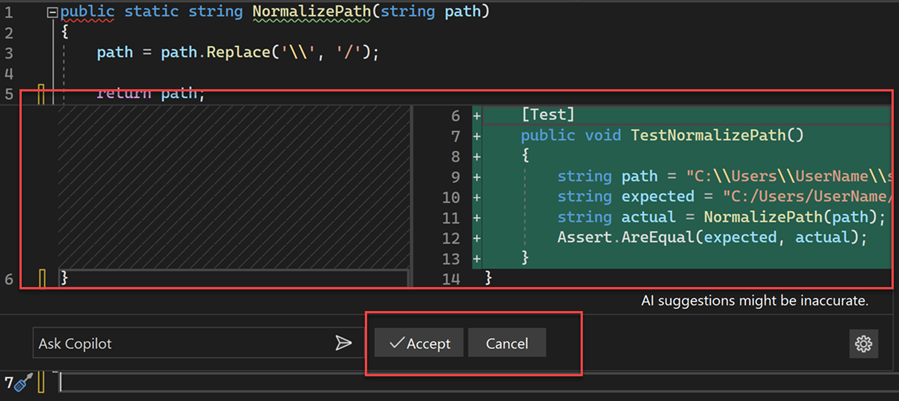 1 public static string NormalizePath(string path)
2 {
3 path = path.Replace('\\', '/');
4
5 return path;
6 + [Test]
7 + public void TestNormalizePath()
8 + {
9 + string path = "C:\\Users\\UserName\\s
10 + string expected = "C:/Users/UserName/
11 + string actual = NormalizePath(path);
12 + Assert.AreEqual(expected, actual);
13 + }
6 } 14 }
AI suggestions might be inaccurate.
Ask Copilot Accept Cancel
7